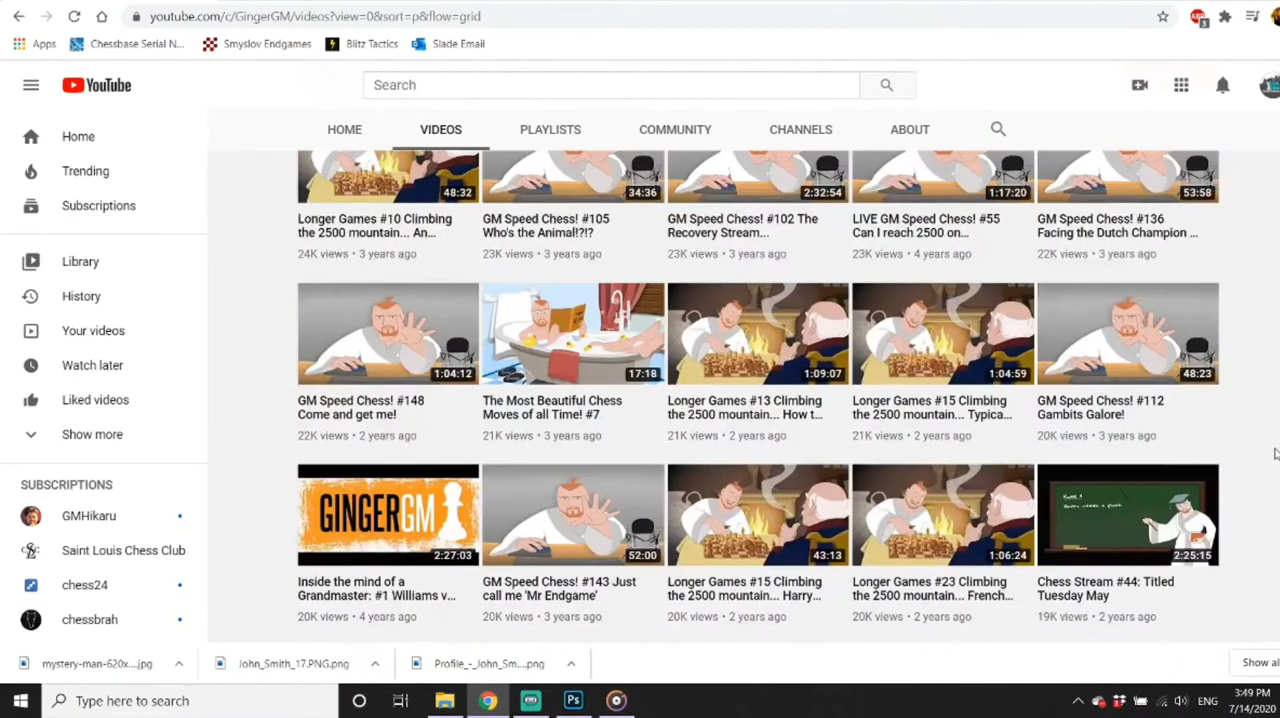 youtube.com/c/GingerGM/videos?view=0&sort=p&flow=grid
Apps Chessbase Serial N... Smyslov Endgames Blitz Tactics Slade Email
YouTube
Search
Home
Trending
Subscriptions
Library
History
Your videos
Watch later
Liked videos
Show more
SUBSCRIPTIONS
GMHikaru
Saint Louis Chess Club
chess24
chessbrah
HOME VIDEOS PLAYLISTS COMMUNITY CHANNELS ABOUT
48:32
Longer Games #10 Climbing
the 2500 mountain... An...
24K views • 3 years ago
34:36
GM Speed Chess! #105
Who's the Animal!?!?
23K views • 3 years ago
2:32:54
GM Speed Chess! #102 The
Recovery Stream...
23K views • 3 years ago
1:17:20
LIVE GM Speed Chess! #55
Can I reach 2500 on...
23K views • 4 years ago
53:58
GM Speed Chess! #136
Facing the Dutch Champion ...
22K views • 3 years ago
1:04:12
GM Speed Chess! #148
Come and get me!
22K views • 2 years ago
17:18
The Most Beautiful Chess
Moves of all Time! #7
21K views • 3 years ago
1:09:07
Longer Games #13 Climbing
the 2500 mountain... How t...
21K views • 2 years ago
1:04:59
Longer Games #15 Climbing
the 2500 mountain... Typica...
21K views • 2 years ago
48:23
GM Speed Chess! #112
Gambits Galore!
20K views • 3 years ago
GINGERGM
2:27:03
Inside the mind of a
Grandmaster: #1 Williams v...
20K views • 4 years ago
52:00
GM Speed Chess! #143 Just
call me 'Mr Endgame'
20K views • 3 years ago
43:13
Longer Games #15 Climbing
the 2500 mountain... Harry...
20K views • 2 years ago
1:06:24
Longer Games #23 Climbing
the 2500 mountain... French...
20K views • 2 years ago
2:25:15
Chess Stream #44: Titled
Tuesday May
19K views • 2 years ago
mystery-man-620x....jpg John_Smith_17.PNG.png Profile_-_John_Sm....png Show al
Type here to search
Ps
ENG
3:49 PM
7/14/2020